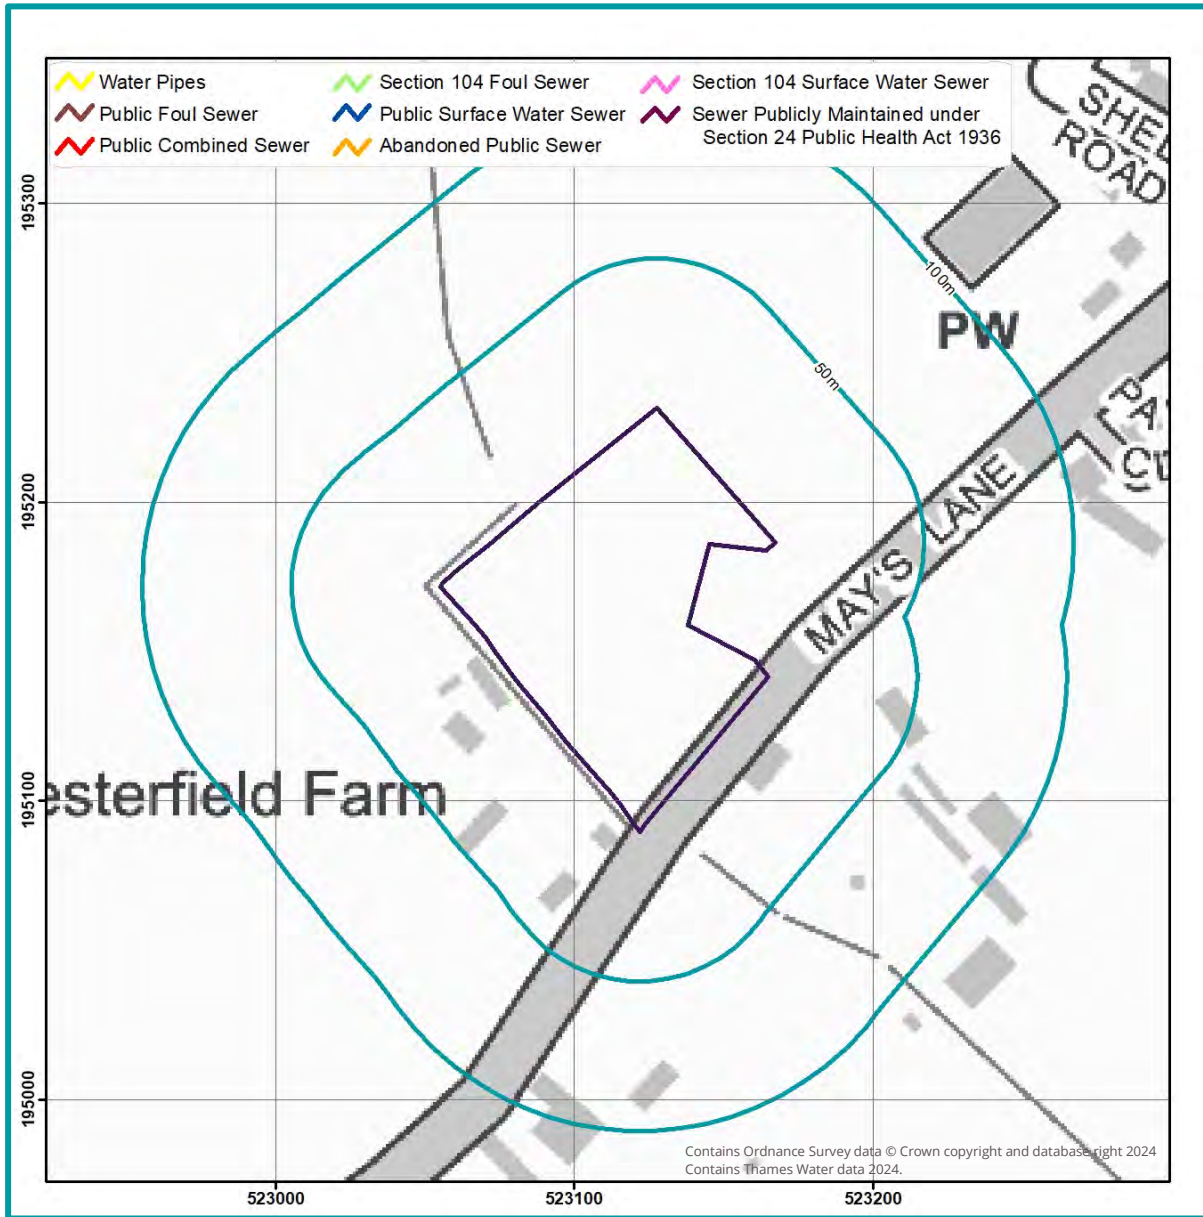 Water Pipes
Public Foul Sewer
Public Combined Sewer
Section 104 Foul Sewer
Public Surface Water Sewer
Abandoned Public Sewer
Section 104 Surface Water Sewer
Sewer Publicly Maintained under
Section 24 Public Health Act 1936
ROAD
100m
PW
50m
MAY'S LANE
esterfield Farm
195300
195200
195100
195000
523000
523100
523200
Contains Ordnance Survey data © Crown copyright and database right 2024
Contains Thames Water data 2024.